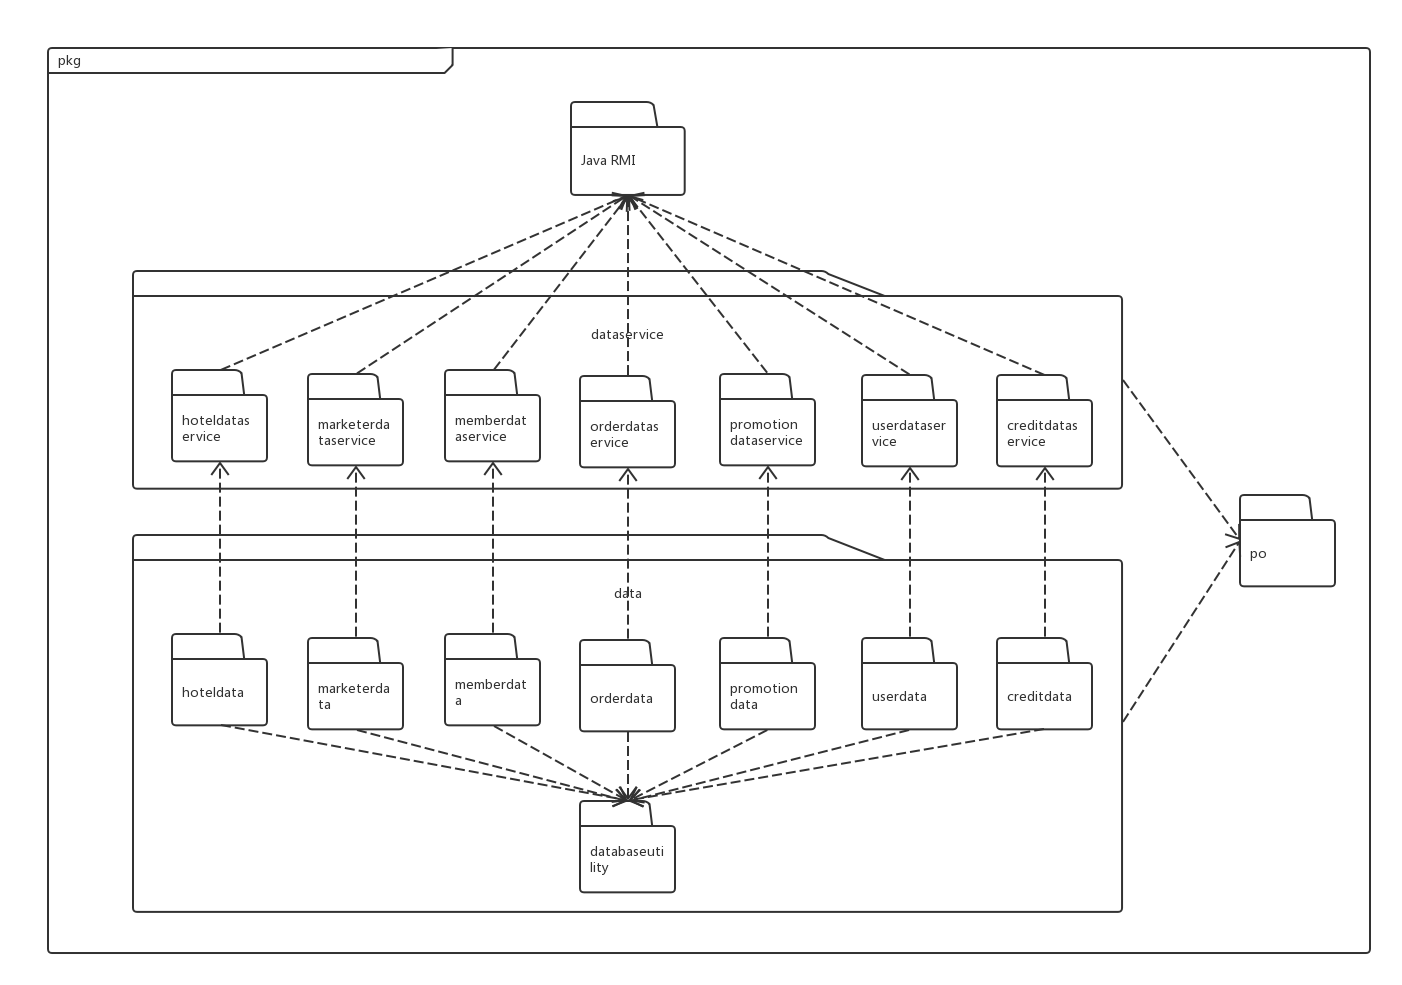 pkg
Java RMI
dataservice
hoteldatas
ervice
marketerda
taservice
memberdat
aservice
orderdatas
ervice
promotion
dataservice
userdataser
vice
creditdatas
ervice
po
data
hoteldata
marketerda
ta
memberdat
a
orderdata
promotion
data
userdata
creditdata
databaseuti
lity